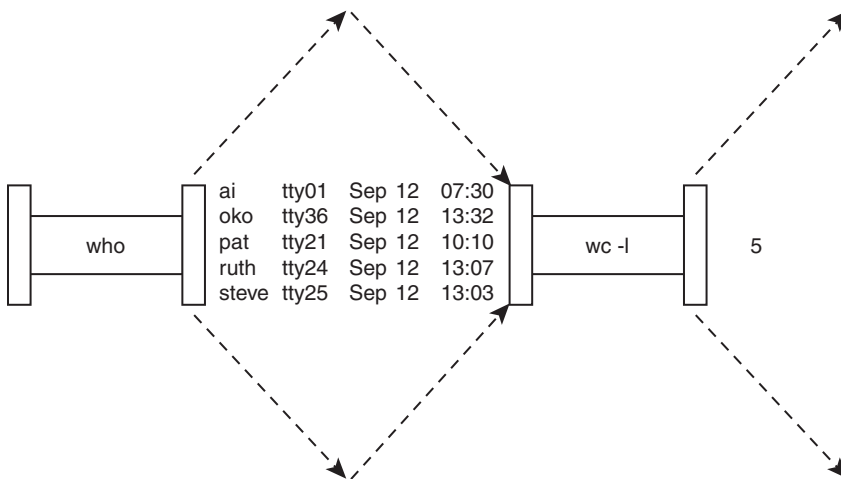 who
ai tty01 Sep 12 07:30
oko tty36 Sep 12 13:32
pat tty21 Sep 12 10:10
ruth tty24 Sep 12 13:07
steve tty25 Sep 12 13:03
wc -l
5